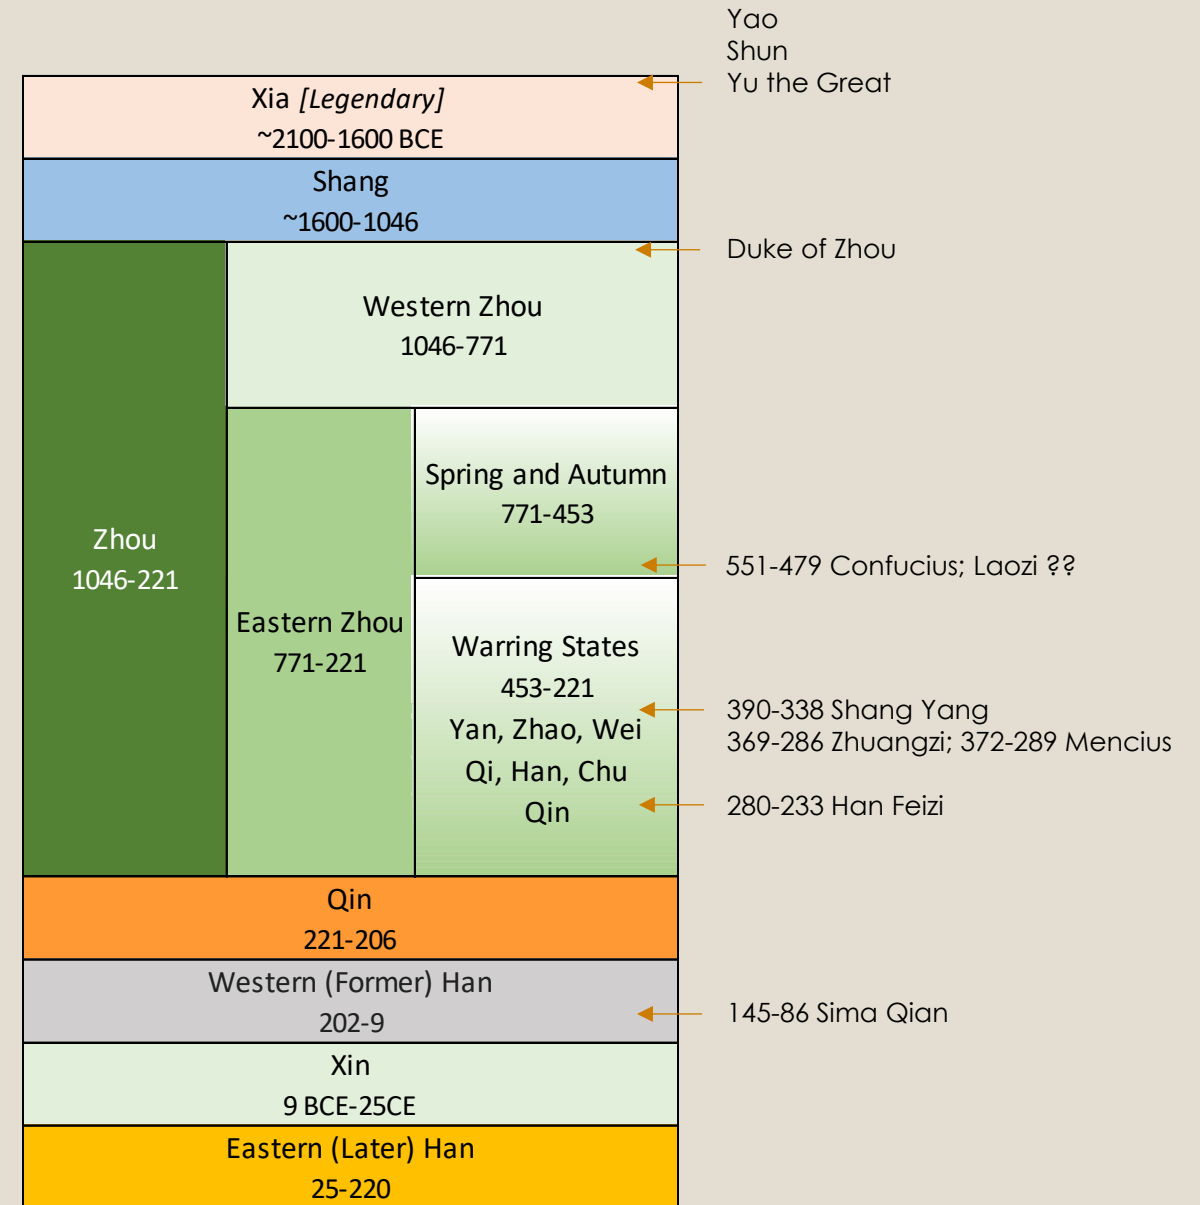 Yao
Shun
Yu the Great
Xia [Legendary]
~2100-1600 BCE
Shang
~1600-1046
Duke of Zhou
Western Zhou
1046-771
Spring and Autumn
771-453
Zhou
1046-221
551-479 Confucius; Laozi ??
Eastern Zhou
771-221
Warring States
453-221
Yan, Zhao, Wei
Qi, Han, Chu
Qin
390-338 Shang Yang
369-286 Zhuangzi; 372-289 Mencius
280-233 Han Feizi
Qin
221-206
Western (Former) Han
202-9
145-86 Sima Qian
Xin
9 BCE-25CE
Eastern (Later) Han
25-220